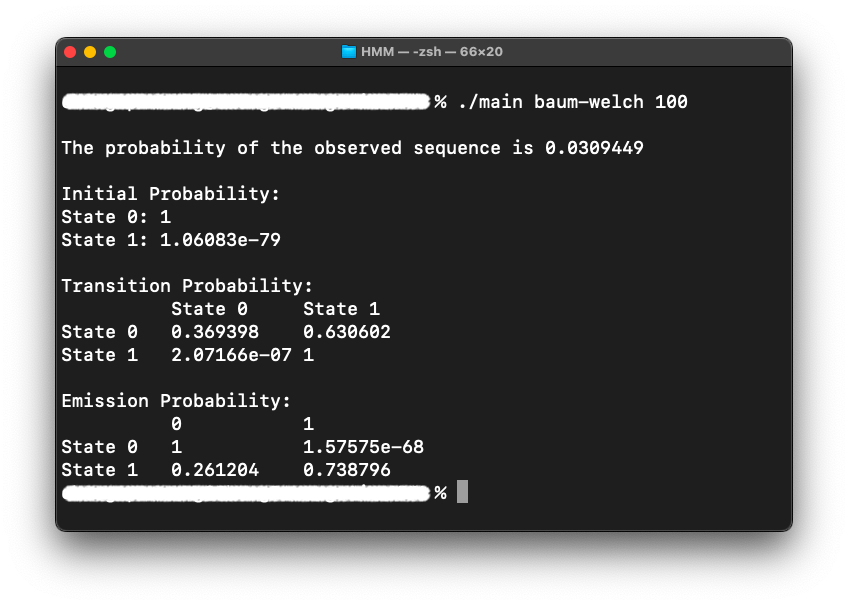 HMM — -zsh — 66×20
% ./main baum-welch 100
The probability of the observed sequence is 0.0309449
Initial Probability:
State 0: 1
State 1: 1.06083e-79
Transition Probability:
State 0 State 1
State 0 0.369398 0.630602
State 1 2.07166e-07 1
Emission Probability:
0 1
State 0 1 1.57575e-68
State 1 0.261204 0.738796
%